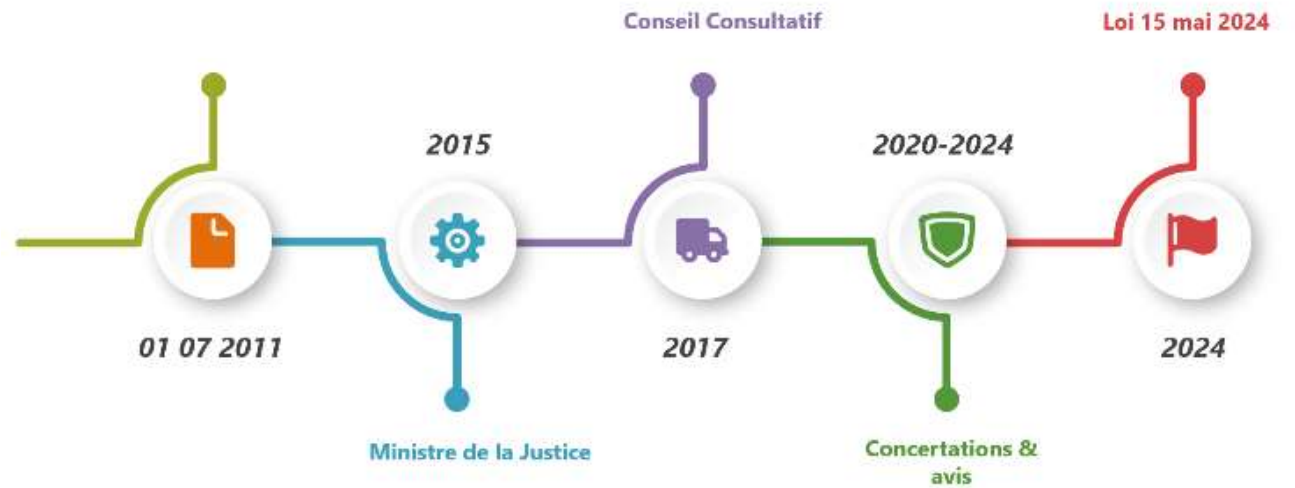 Conseil Consultatif
Loi 15 mai 2024
2015
2020-2024
01 07 2011
2017
2024
Ministre de la Justice
Concertations &
avis